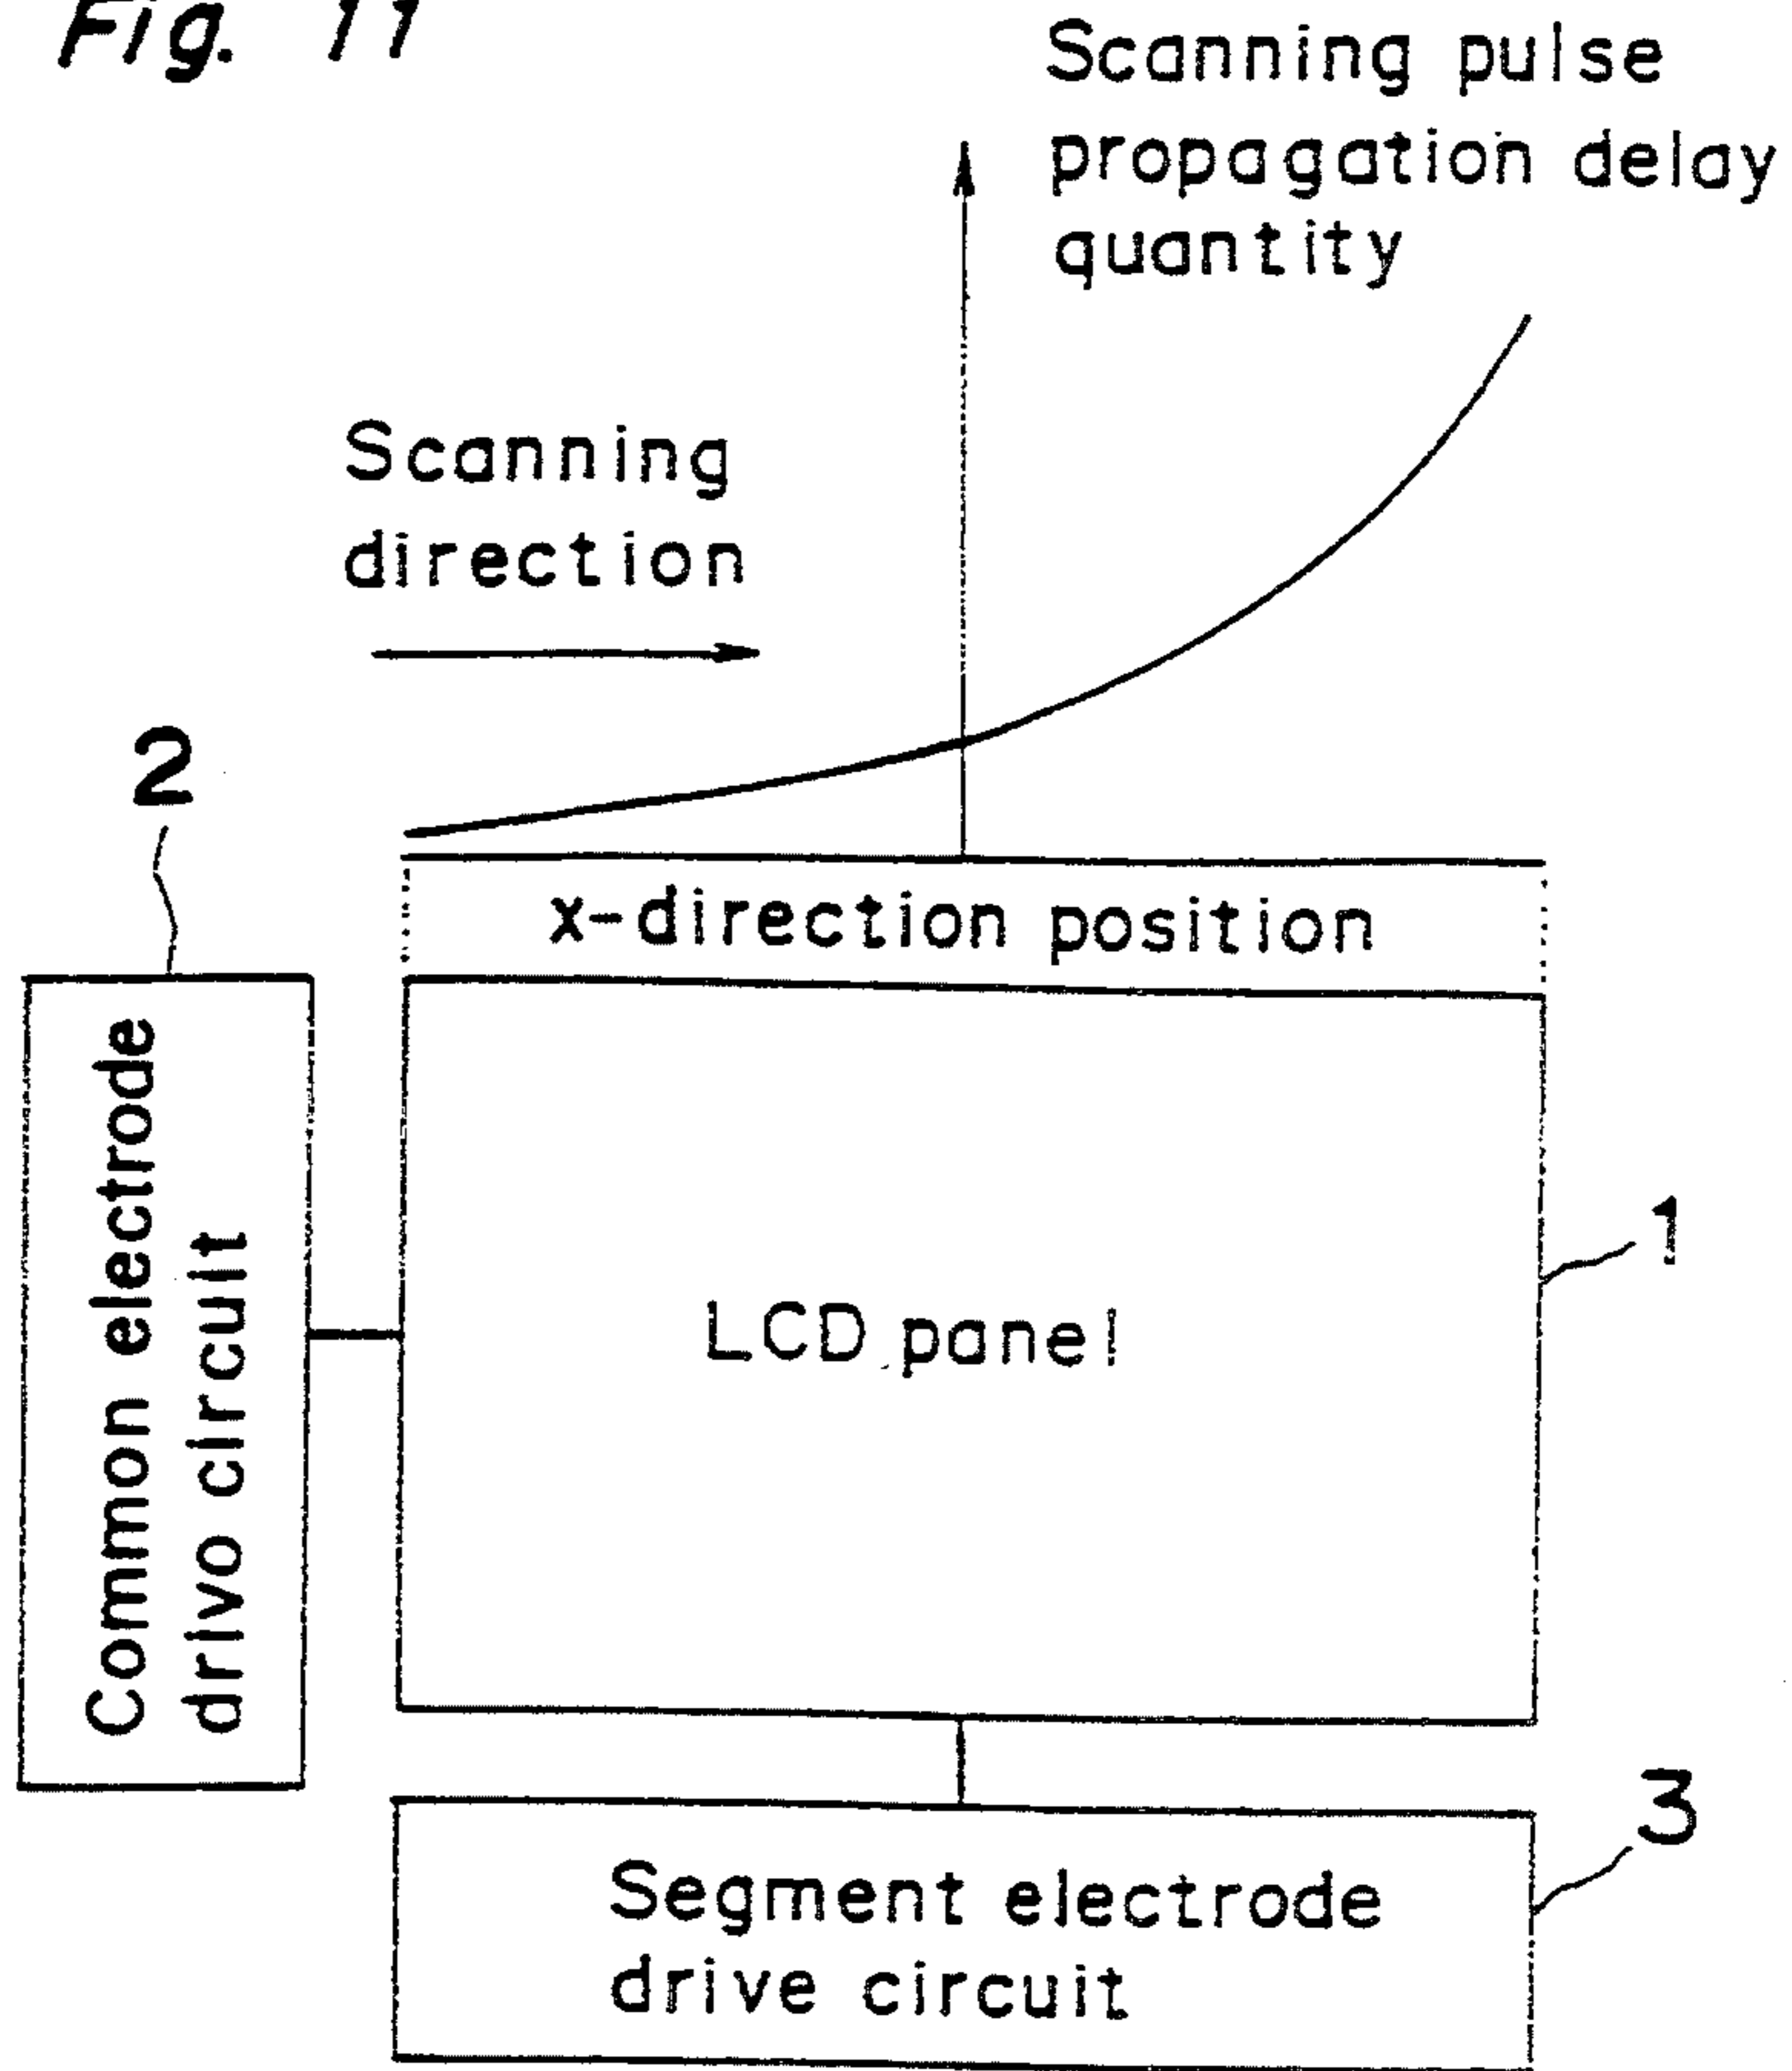 Fig. 11
Scanning pulse
propagation delay
quantity
Scanning
direction
2
x-direction position
Common electrode
drivo circuit
LCD panel
1
3
Segment electrode
drive circuit